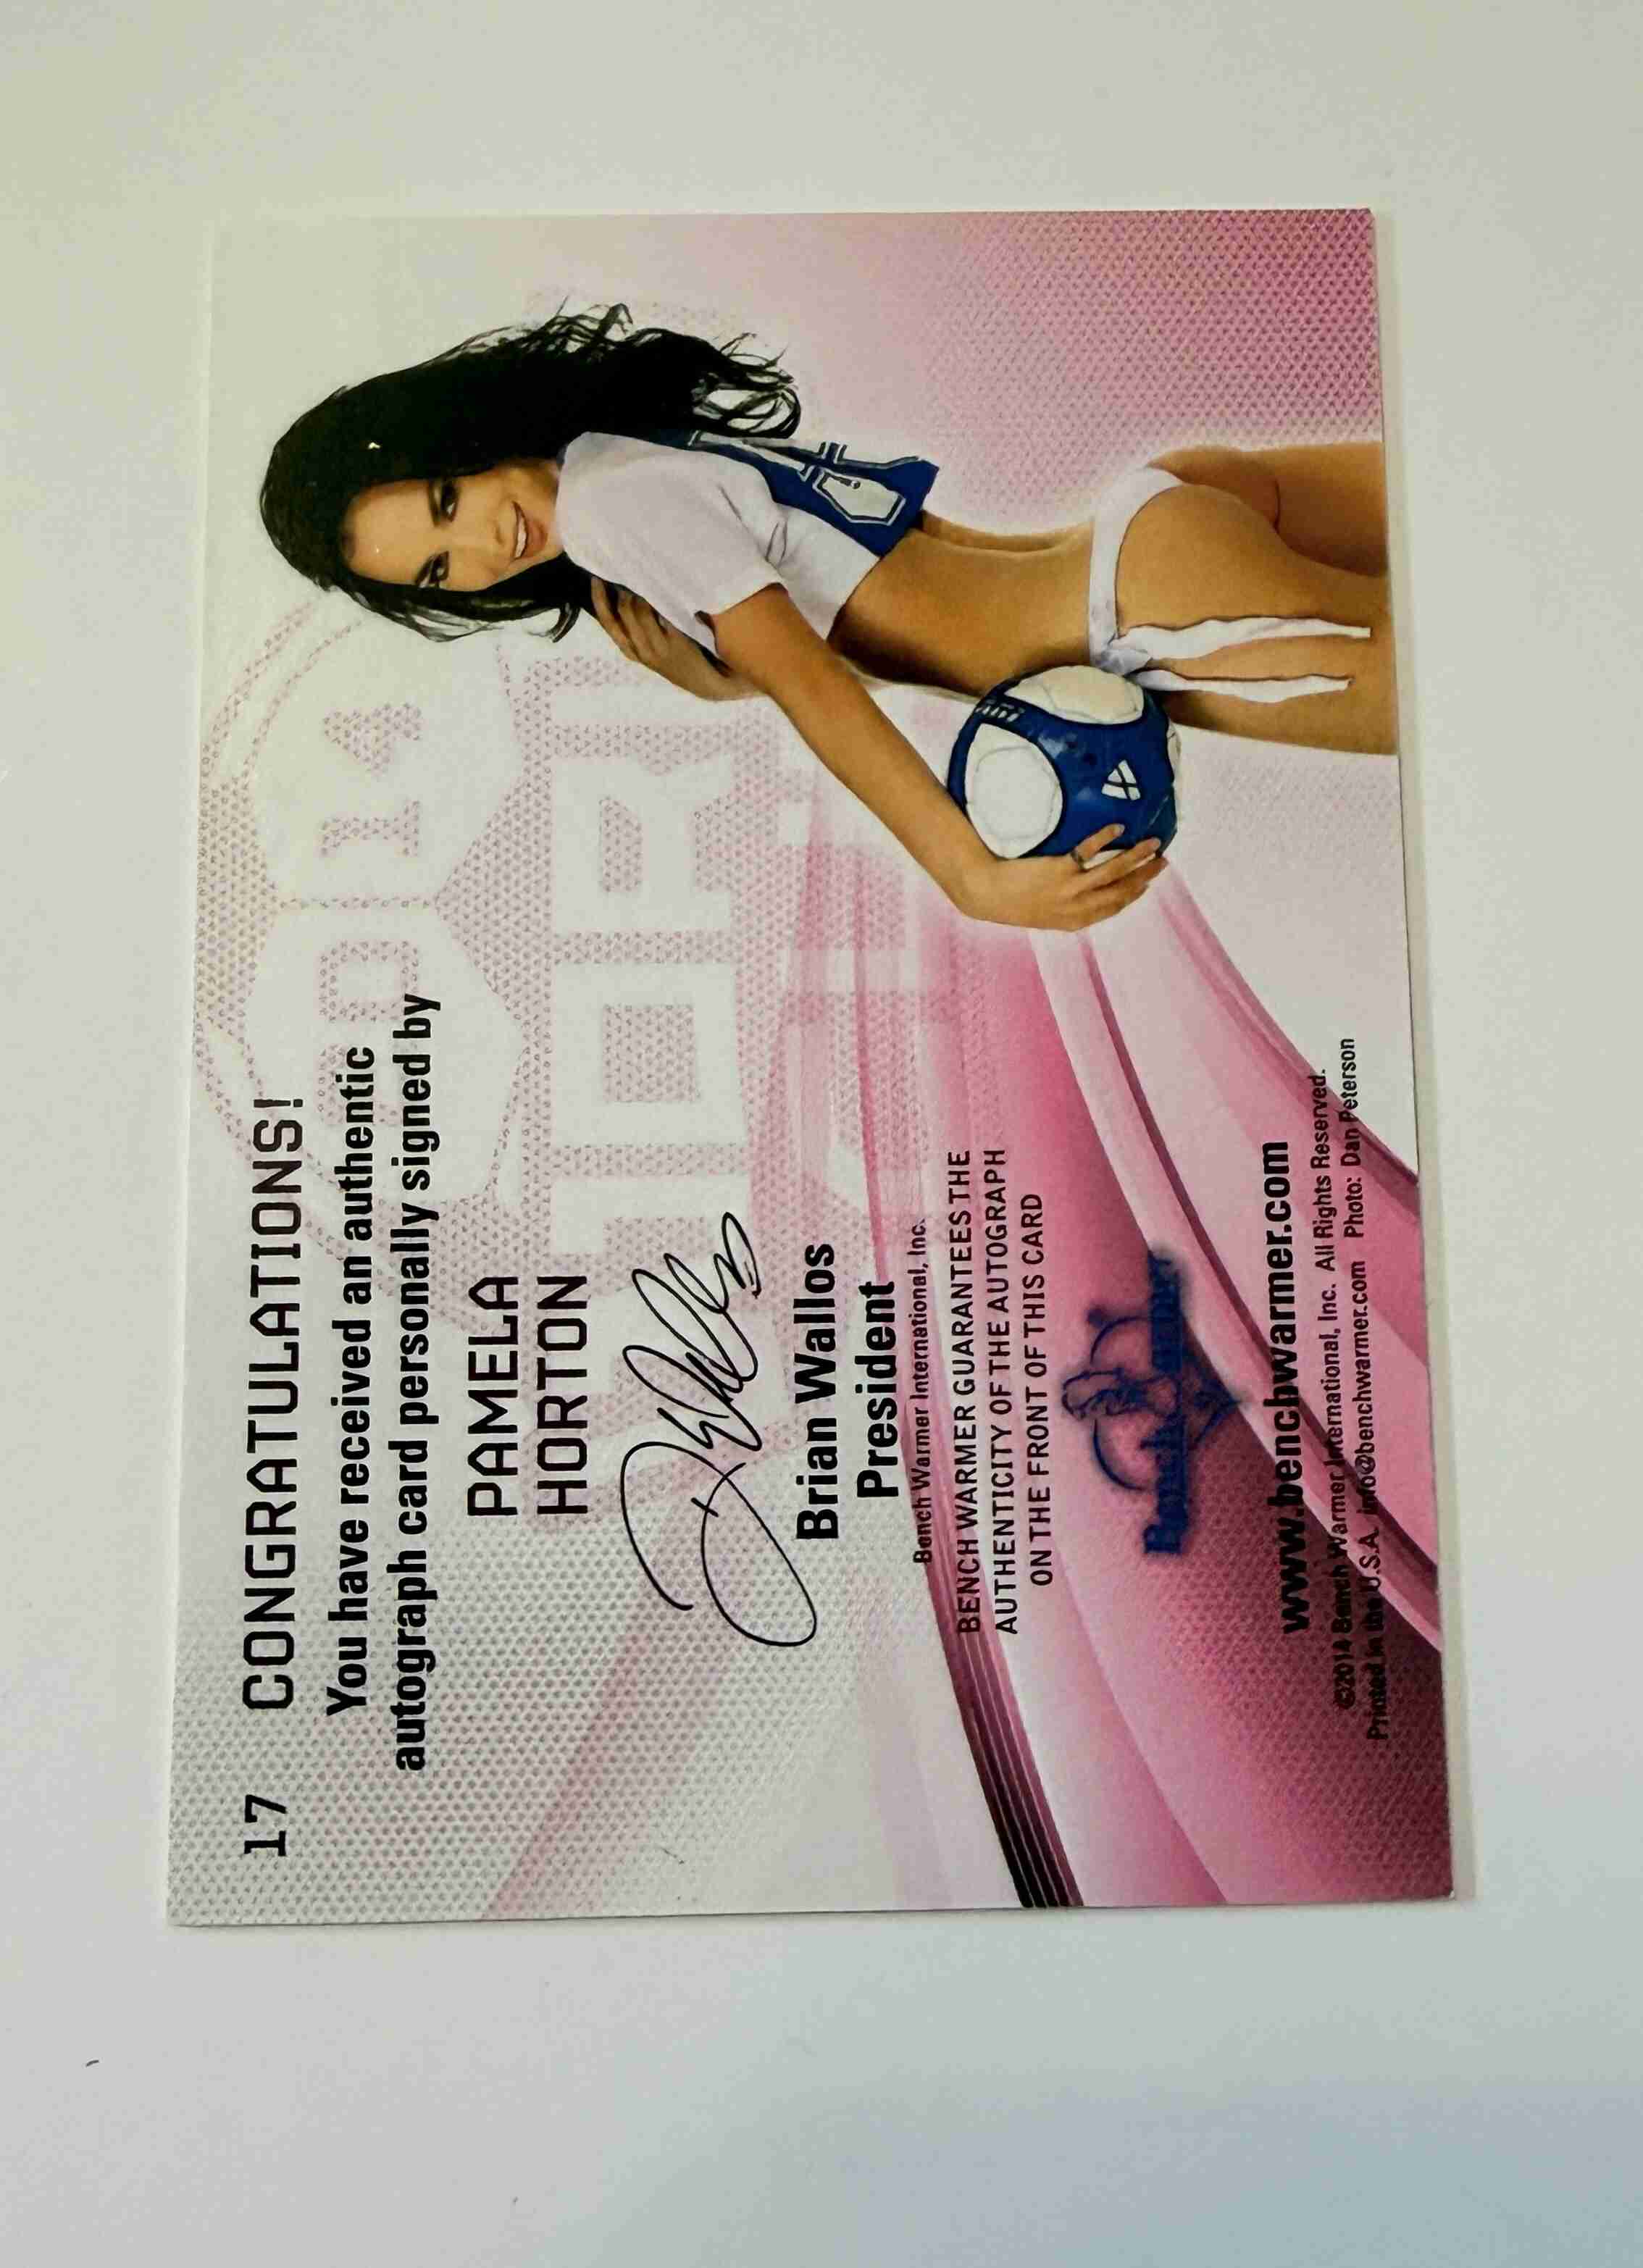 17 CONGRATULATIONS!
You have received an authentic
autograph card personally signed by
PAMELA
HORTON
Brian Wallos
President
Bench Warmer International, Inc.
BENCH WARMER GUARANTEES THE
AUTHENTICITY OF THE AUTOGRAPH
ON THE FRONT OF THIS CARD
www.benchwarmer.com
©2014 Bench Warmer International, Inc. All Rights Reserved.
Printed in the U.S.A. info@benchwarmer.com Photo: Dan Peterson